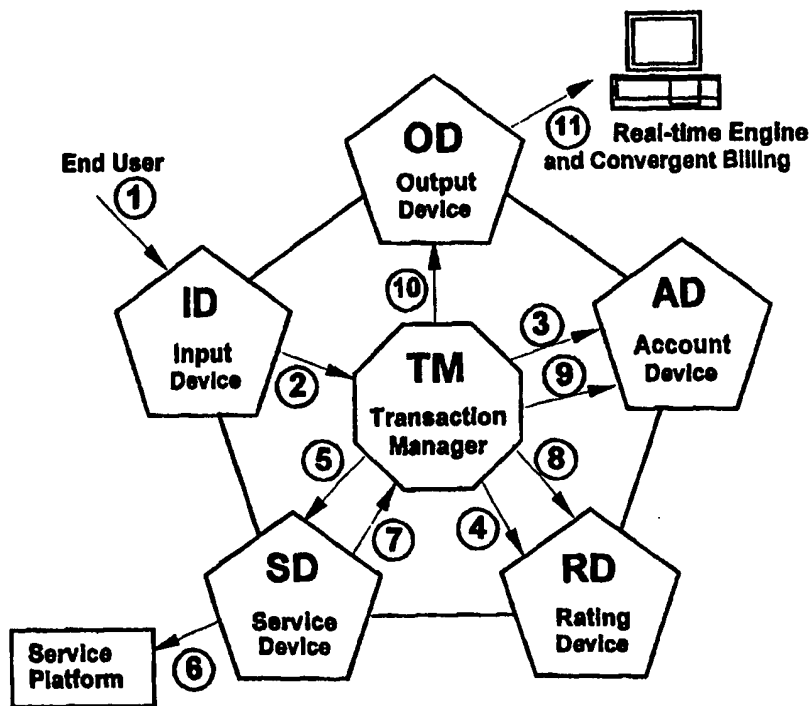 OD
Output
Device
11
Real-time Engine
and Convergent Billing
End User
1
ID
Input
Device
2
10
TM
Transaction
Manager
3
9
AD
Account
Device
5
7
4
8
SD
Service
Device
RD
Rating
Device
6
Service
Platform